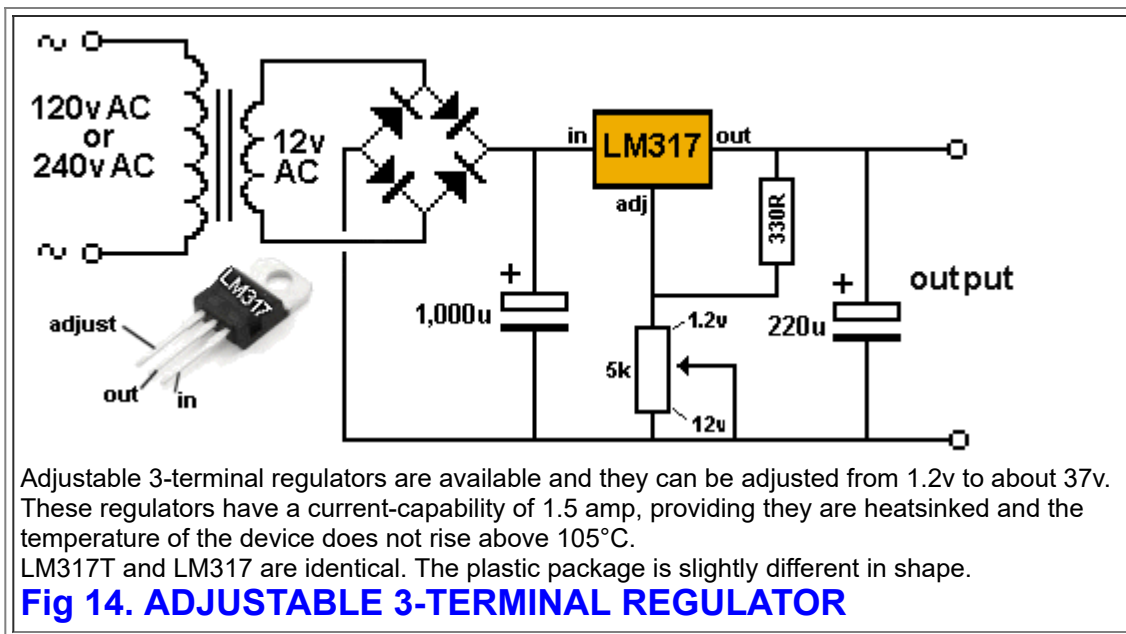 120v AC
or
240v AC
12v
AC
in
LM317
out
adj
330R
+
1,000u
1.2v
5k
12v
+
220u
output
LM317
adjust
out
in
Adjustable 3-terminal regulators are available and they can be adjusted from 1.2v to about 37v.
These regulators have a current-capability of 1.5 amp, providing they are heatsinked and the
temperature of the device does not rise above 105°C.
LM317T and LM317 are identical. The plastic package is slightly different in shape.
Fig 14. ADJUSTABLE 3-TERMINAL REGULATOR